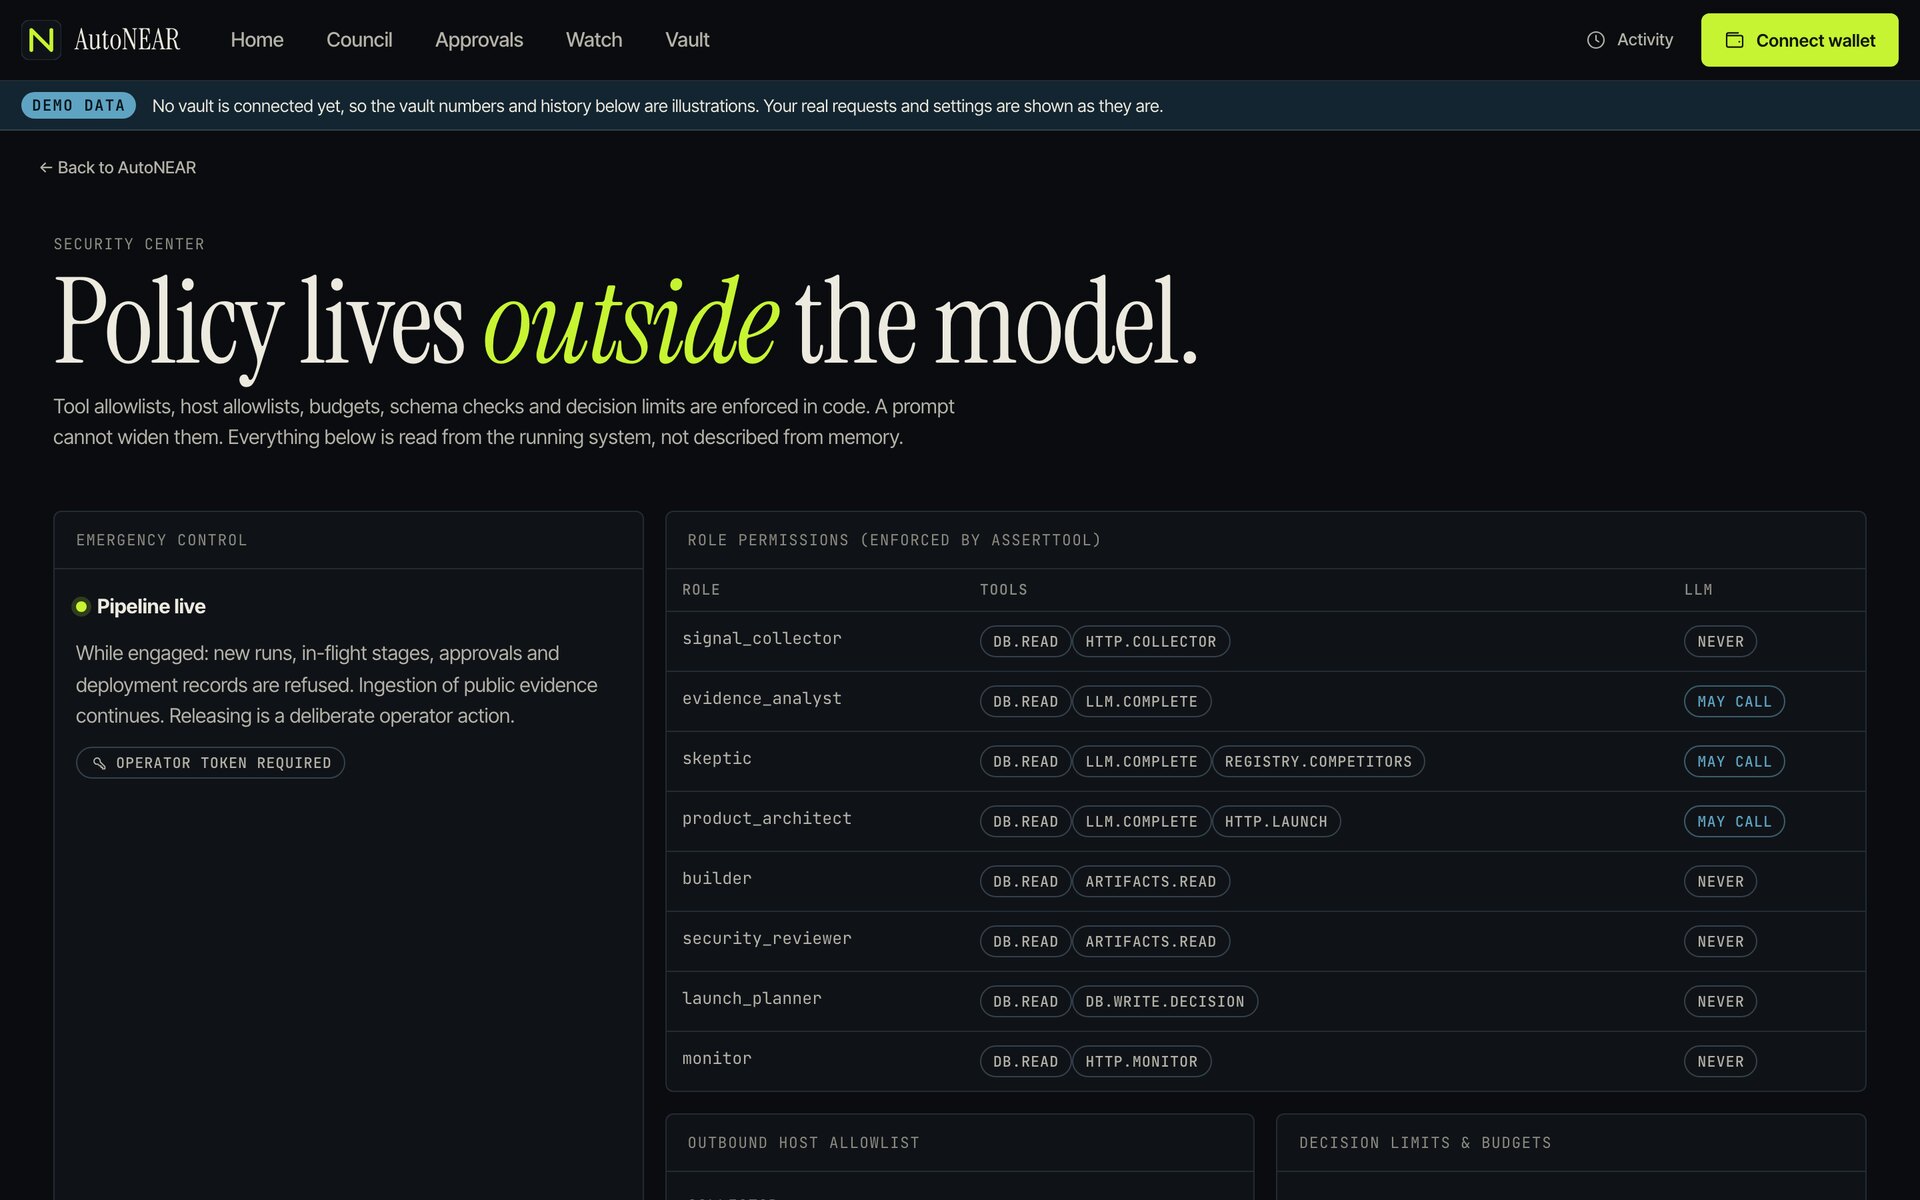 AutoNEAR
Home
Council
Approvals
Watch
Vault
Activity
Connect wallet
DEMO DATA
No vault is connected yet, so the vault numbers and history below are illustrations. Your real requests and settings are shown as they are.
← Back to AutoNEAR
SECURITY CENTER
Policy lives outside the model.
Tool allowlists, host allowlists, budgets, schema checks and decision limits are enforced in code. A prompt
cannot widen them. Everything below is read from the running system, not described from memory.
EMERGENCY CONTROL
Pipeline live
While engaged: new runs, in-flight stages, approvals and
deployment records are refused. Ingestion of public evidence
continues. Releasing is a deliberate operator action.
OPERATOR TOKEN REQUIRED
ROLE PERMISSIONS (ENFORCED BY ASSERTTOOL)
ROLE TOOLS LLM
signal_collector DB.READ HTTP.COLLECTOR NEVER
evidence_analyst DB.READ LLM.COMPLETE MAY CALL
skeptic DB.READ LLM.COMPLETE REGISTRY.COMPETITORS MAY CALL
product_architect DB.READ LLM.COMPLETE HTTP.LAUNCH MAY CALL
builder DB.READ ARTIFACTS.READ NEVER
security_reviewer DB.READ ARTIFACTS.READ NEVER
launch_planner DB.READ DB.WRITE.DECISION NEVER
monitor DB.READ HTTP.MONITOR NEVER
OUTBOUND HOST ALLOWLIST
DECISION LIMITS & BUDGETS